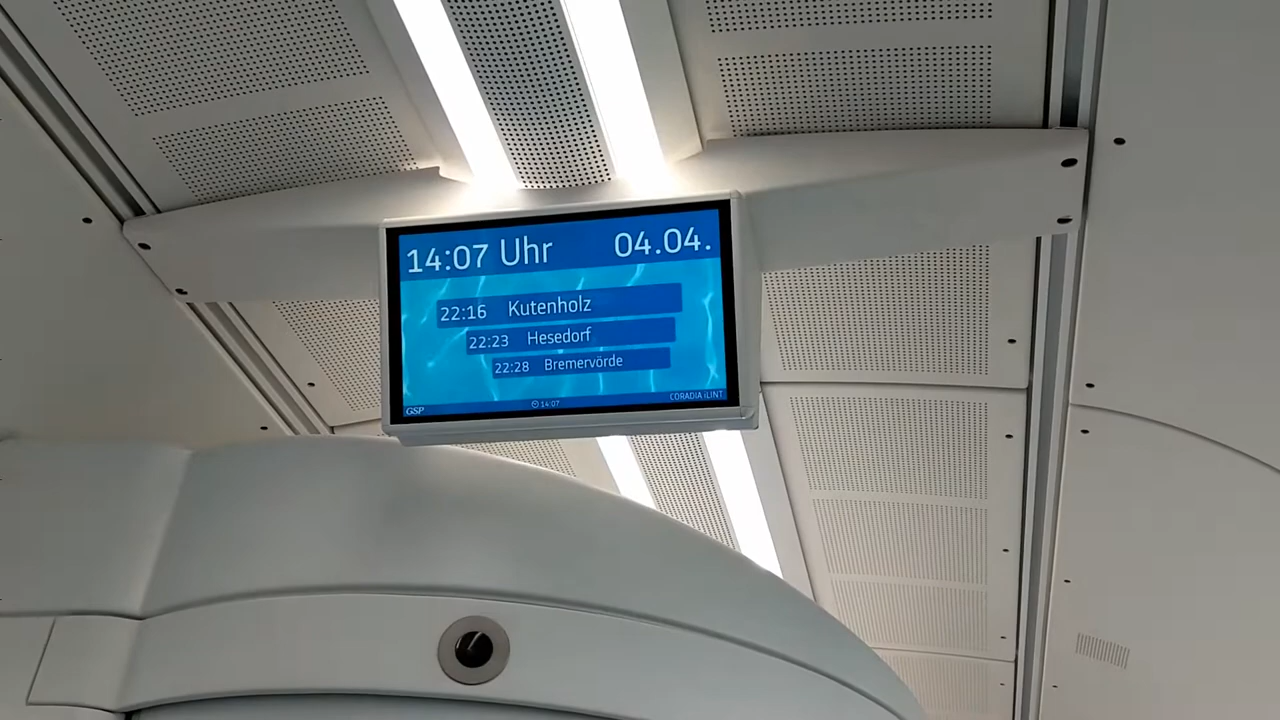 14:07 Uhr 04.04.
22:16 Kutenholz
22:23 Hesedorf
22:28 Bremervörde
GSP 14:07 CORADIA iLINT